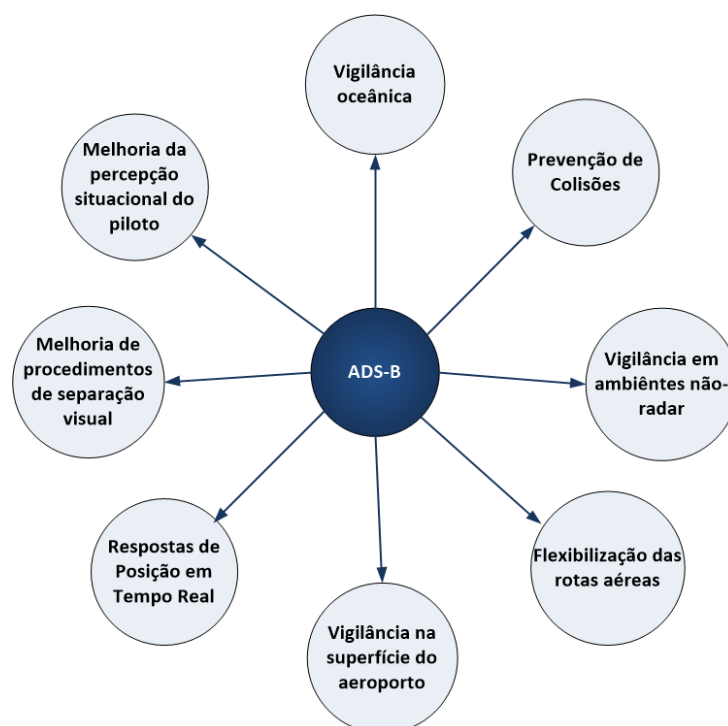 Vigilância
oceânica
Prevenção de
Colisões
Melhoria da
percepção
situacional do
piloto
Vigilância em
ambiêntes não-
radar
Melhoria de
procedimentos
de separação
visual
ADS-B
Flexibilização das
rotas aéreas
Respostas de
Posição em
Tempo Real
Vigilância na
superfície do
aeroporto